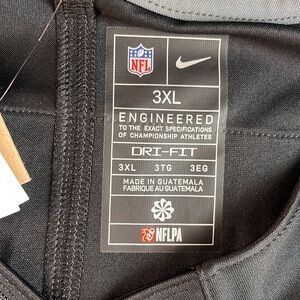 NFL
3XL
ENGINEERED
TO THE EXACT SPECIFICATIONS
OF CHAMPIONSHIP ATHLETES
DRI-FIT
3XL 3TG 3EG
MADE IN GUATEMALA
FABRIQUÉ AU GUATEMALA
NFLPA